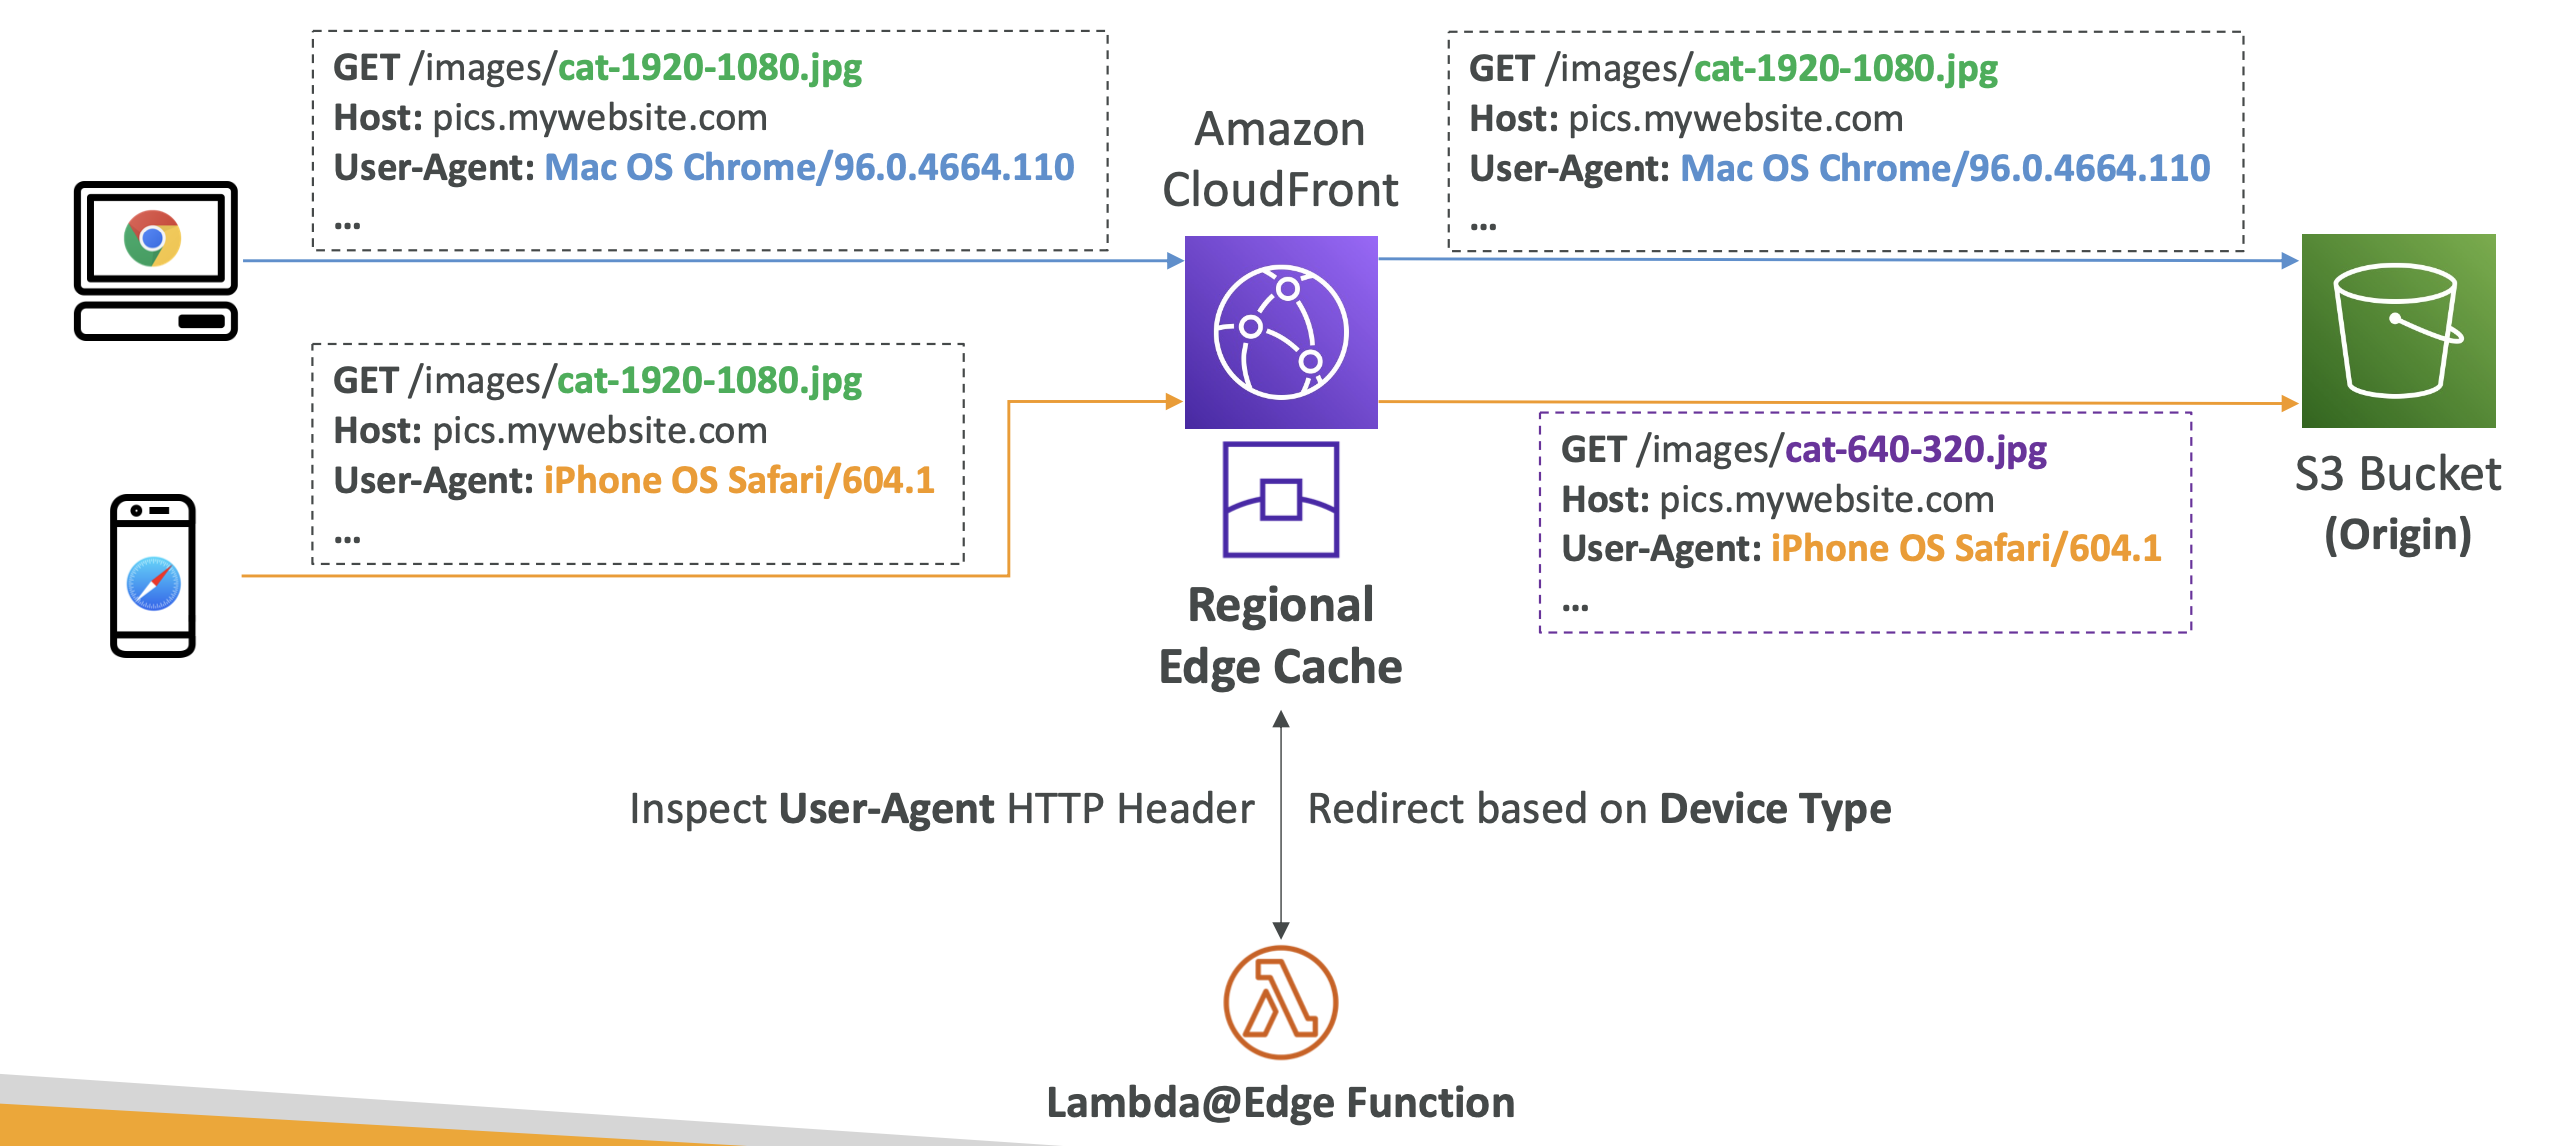 GET /images/cat-1920-1080.jpg
Host: pics.mywebsite.com
User-Agent: Mac OS Chrome/96.0.4664.110
...
Amazon
CloudFront
GET /images/cat-1920-1080.jpg
Host: pics.mywebsite.com
User-Agent: Mac OS Chrome/96.0.4664.110
...
GET /images/cat-1920-1080.jpg
Host: pics.mywebsite.com
User-Agent: iPhone OS Safari/604.1
...
GET /images/cat-640-320.jpg
Host: pics.mywebsite.com
User-Agent: iPhone OS Safari/604.1
...
S3 Bucket
(Origin)
Regional
Edge Cache
Inspect User-Agent HTTP Header
Redirect based on Device Type
Lambda@Edge Function